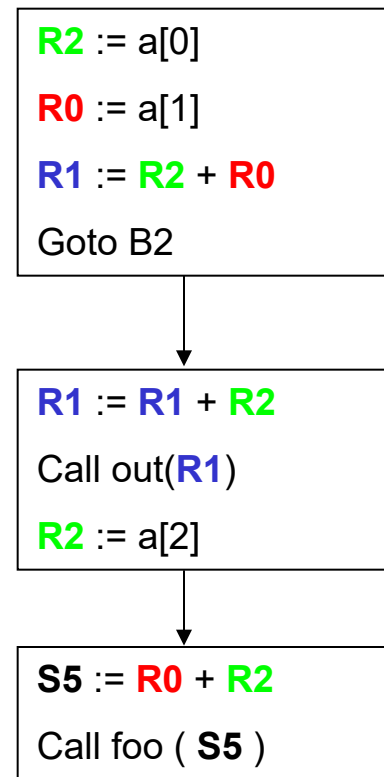 R2 := a[0]
R0 := a[1]
R1 := R2 + R0
Goto B2
R1 := R1 + R2
Call out(R1)
R2 := a[2]
S5 := R0 + R2
Call foo ( S5 )